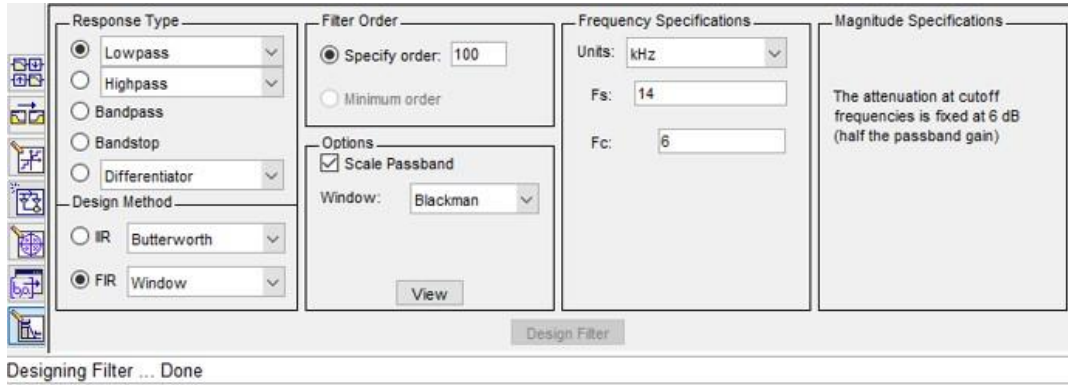 Response Type
Lowpass
Highpass
Bandpass
Bandstop
Differentiator
Design Method
IIR Butterworth
FIR Window
Filter Order
Specify order: 100
Minimum order
Options
Scale Passband
Window: Blackman
View
Frequency Specifications
Units: kHz
Fs: 14
Fc: 6
Magnitude Specifications
The attenuation at cutoff
frequencies is fixed at 6 dB
(half the passband gain)
Design Filter
Designing Filter ... Done